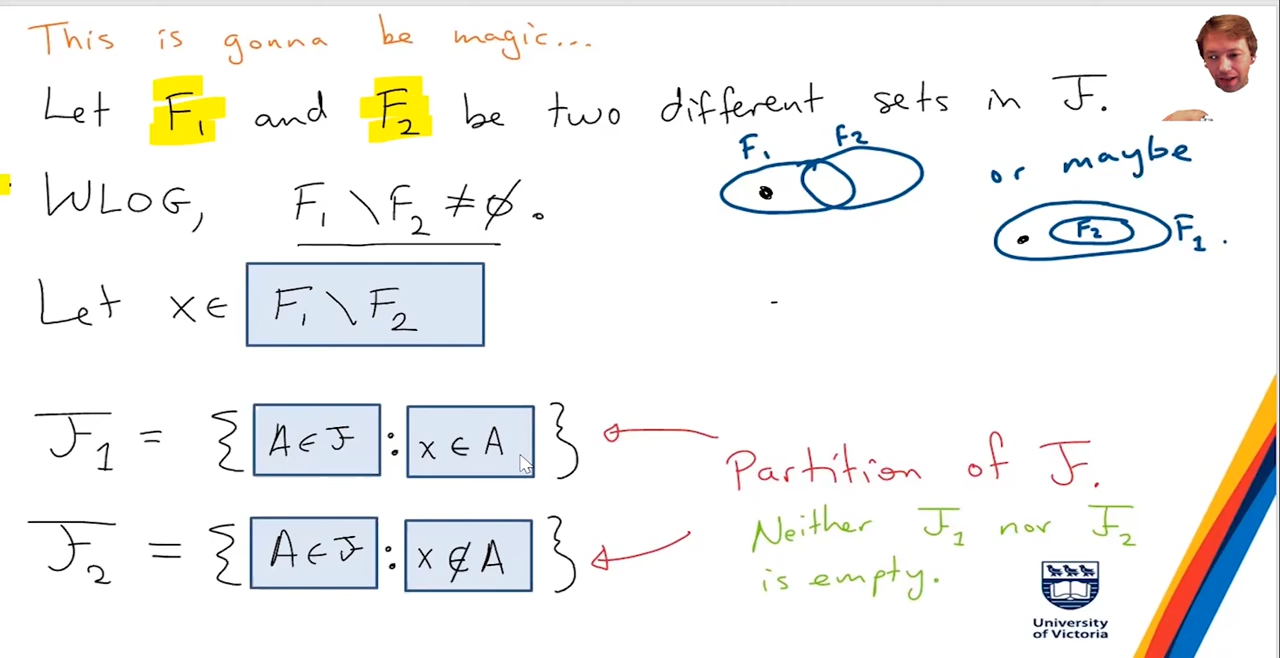 This is gonna be magic...
Let F₁ and F₂ be two different sets in ℱ.
F₁ F₂
or maybe
WLOG, F₁ \ F₂ ≠ ∅.
F₂ F₁.
Let x ∈ F₁ \ F₂
ℱ₁ = { A ∈ ℱ : x ∈ A }
Partition of ℱ.
Neither ℱ₁ nor ℱ₂
is empty.
ℱ₂ = { A ∈ ℱ : x ∉ A }
University
of Victoria